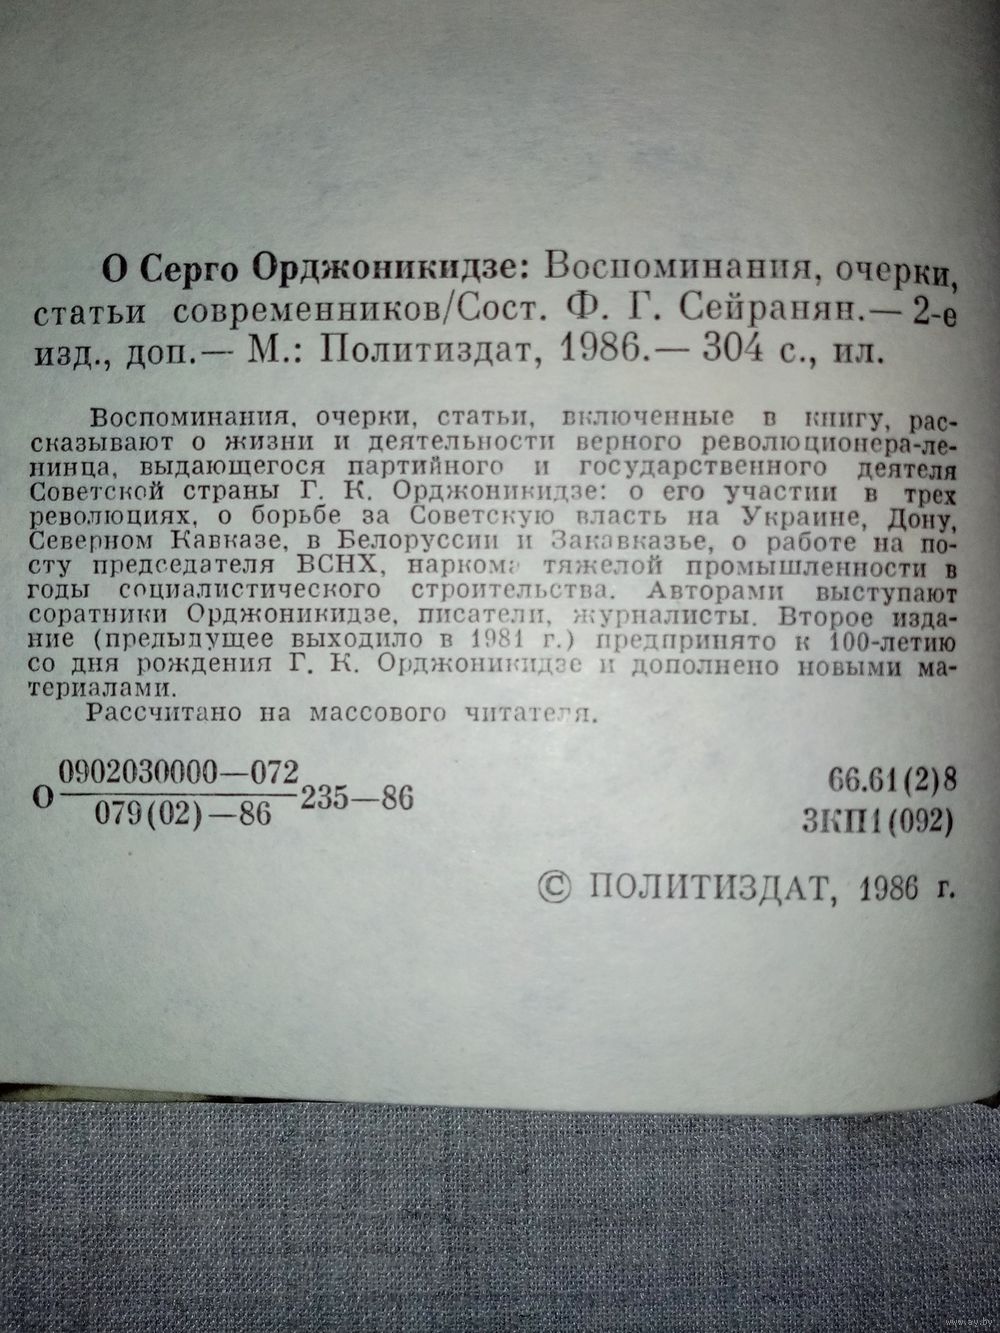 О Серго Орджоникидзе: Воспоминания, очерки,
статьи современников/Сост. Ф. Г. Сейранян.— 2-е
изд., доп.— М.: Политиздат, 1986.— 304 с., ил.
Воспоминания, очерки, статьи, включенные в книгу, рас-
сказывают о жизни и деятельности верного революционера-ле-
нинца, выдающегося партийного и государственного деятеля
Советской страны Г. К. Орджоникидзе: о его участии в трех
революциях, о борьбе за Советскую власть на Украине, Дону,
Северном Кавказе, в Белоруссии и Закавказье, о работе на по-
сту председателя ВСНХ, наркома тяжелой промышленности в
годы социалистического строительства. Авторами выступают
соратники Орджоникидзе, писатели, журналисты. Второе изда-
ние (предыдущее выходило в 1981 г.) предпринято к 100-летию
со дня рождения Г. К. Орджоникидзе и дополнено новыми ма-
териалами.
Рассчитано на массового читателя.
О 0902030000—072
079(02)—86 235—86
66.61(2)8
3КП1(092)
© ПОЛИТИЗДАТ, 1986 г.
www.ay.by